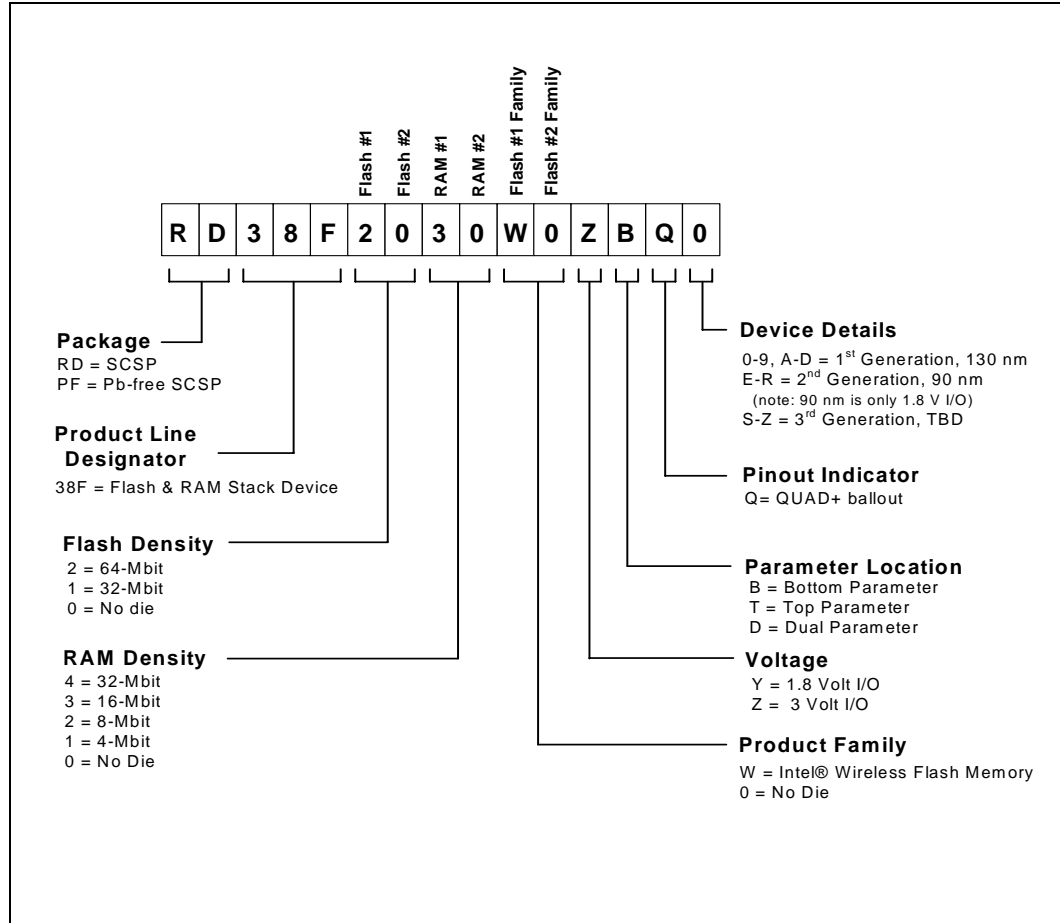 Flash #1
Flash #2
RAM #1
RAM #2
Flash #1 Family
Flash #2 Family
R D 3 8 F 2 0 3 0 W 0 Z B Q 0
Package
RD = SCSP
PF = Pb-free SCSP
Product Line
Designator
38F = Flash & RAM Stack Device
Flash Density
2 = 64-Mbit
1 = 32-Mbit
0 = No die
RAM Density
4 = 32-Mbit
3 = 16-Mbit
2 = 8-Mbit
1 = 4-Mbit
0 = No Die
Device Details
0-9, A-D = 1st Generation, 130 nm
E-R = 2nd Generation, 90 nm
(note: 90 nm is only 1.8 V I/O)
S-Z = 3rd Generation, TBD
Pinout Indicator
Q= QUAD+ ballout
Parameter Location
B = Bottom Parameter
T = Top Parameter
D = Dual Parameter
Voltage
Y = 1.8 Volt I/O
Z = 3 Volt I/O
Product Family
W = Intel® Wireless Flash Memory
0 = No Die